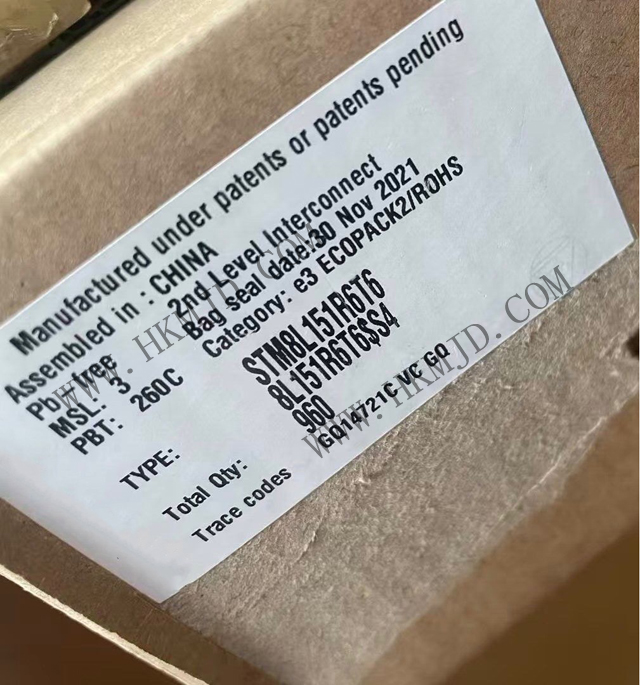 Manufactured under patents or patents pending
Assembled in : CHINA
Pb-free 2nd Level Interconnect
MSL: 3 Bag seal date:30 Nov 2021
PBT: 260C Category: e3 ECOPACK2/ROHS
TYPE: STM8L151R6T6
8L151R6T6$S4
Total Qty: 960
Trace codes GQ14721C VC GQ
WWW.HKMJD.COM
WWW.HKMJD.COM